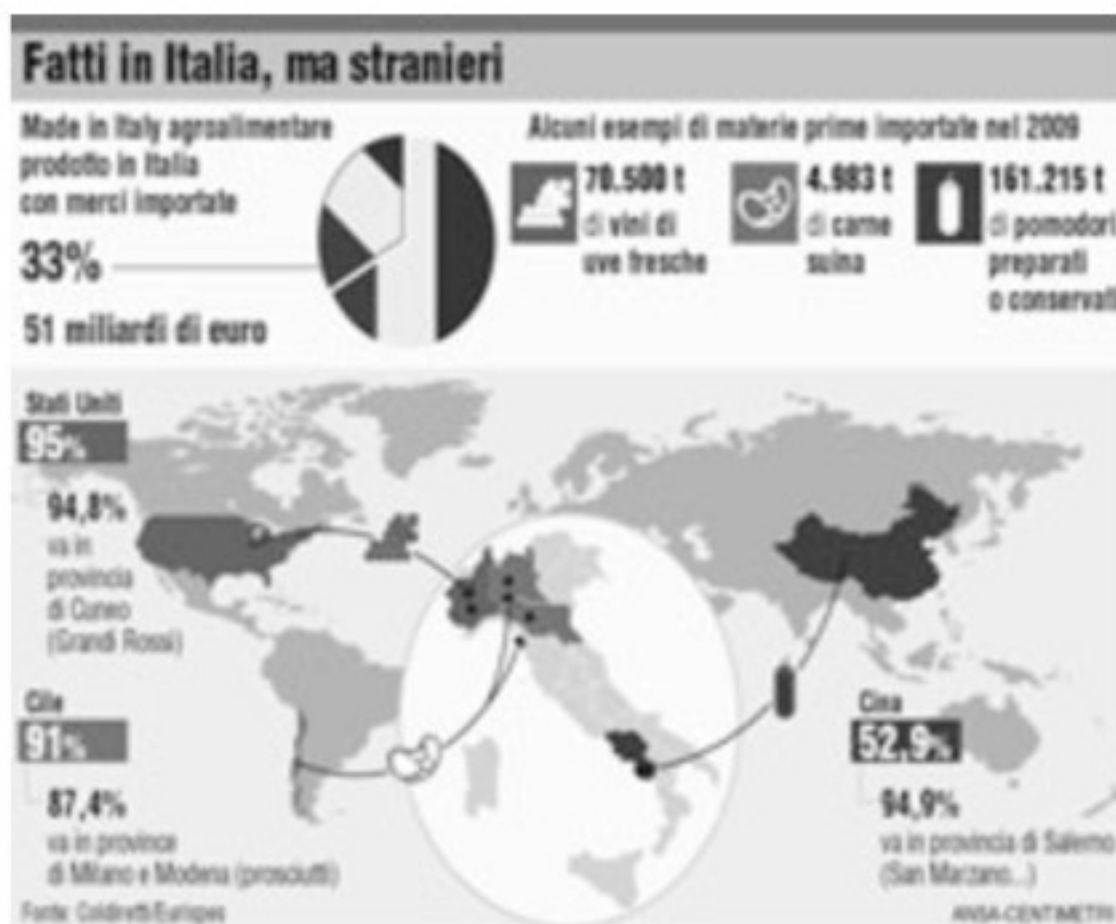 Fatti in Italia, ma stranieri
Made in Italy agroalimentare
prodotto in Italia
con merci importate
33%
51 miliardi di euro
Alcuni esempi di materie prime importate nel 2009
70.500 t
di vini di
uve fresche
4.983 t
di carne
suina
161.215 t
di pomodori
preparati
o conservati
Stati Uniti
95%
94,8%
va in
provincia
di Cuneo
(Grandi Rossi)
Cile
91%
87,4%
va in province
di Milano e Modena (prosciutti)
Cina
52,9%
94,9%
va in provincia di Salerno
(San Marzano...)
Fonte: Coldiretti/Eurispes
ANSA-CENTIMETRI